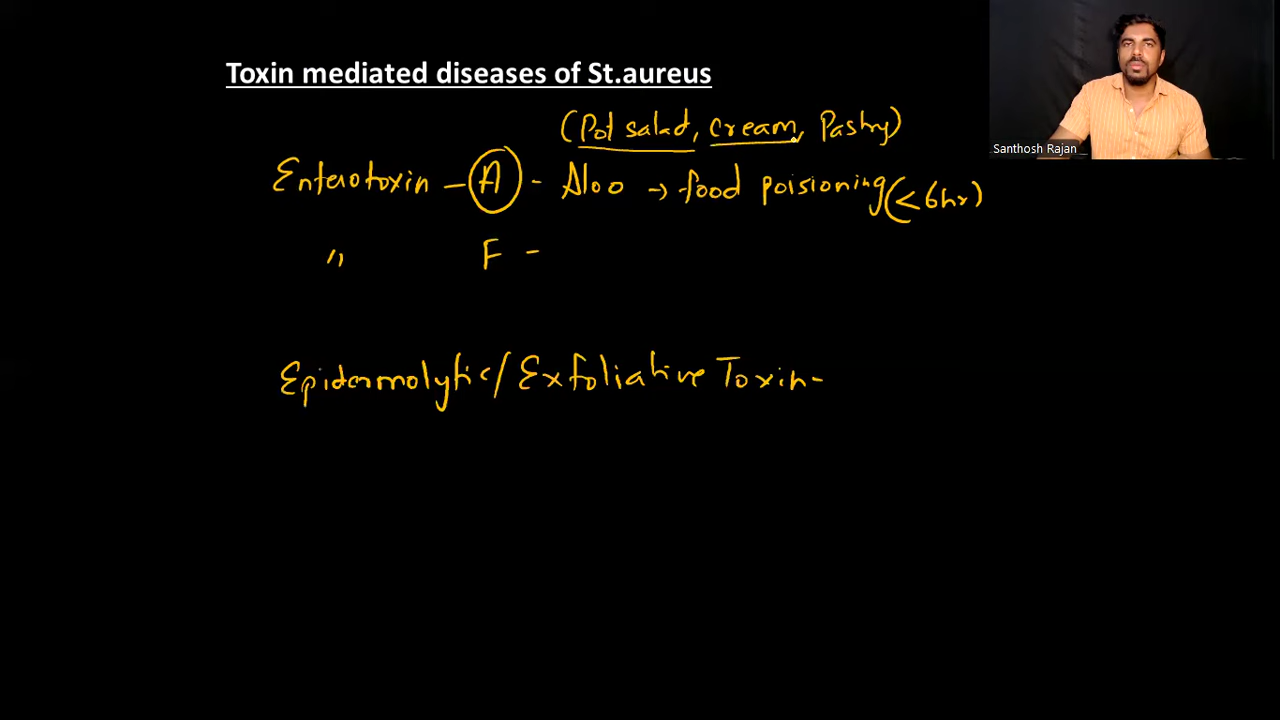 Toxin mediated diseases of St.aureus
(Pot salad, cream, Pastry)
Enterotoxin - A - Aloo → food poisioning (< 6hr)
" F -
Epidermolytic/Exfoliative Toxin-
Santhosh Rajan